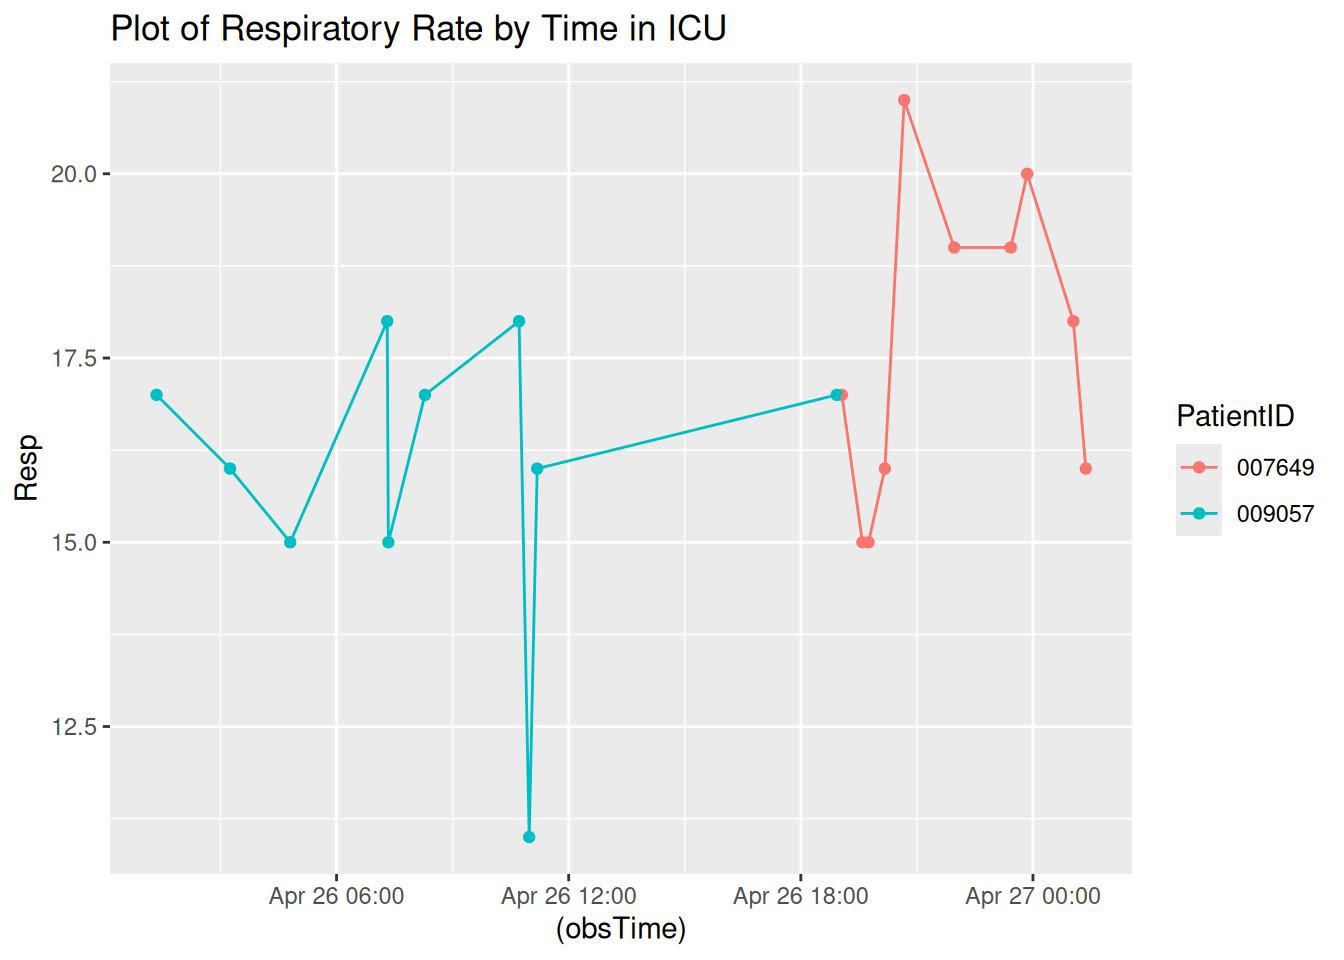 Plot of Respiratory Rate by Time in ICU
20.0
17.5
15.0
12.5
Resp
Apr 26 06:00 Apr 26 12:00 Apr 26 18:00 Apr 27 00:00
(obsTime)
PatientID
007649
009057